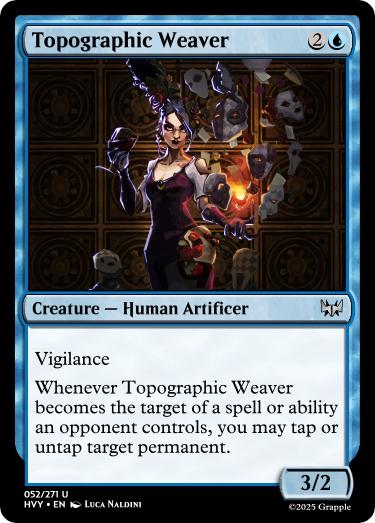 Topographic Weaver 2
Creature — Human Artificer
Vigilance
Whenever Topographic Weaver
becomes the target of a spell or ability
an opponent controls, you may tap or
untap target permanent.
3/2
052/271 U
HVY • EN Luca Naldini
©2025 Grapple